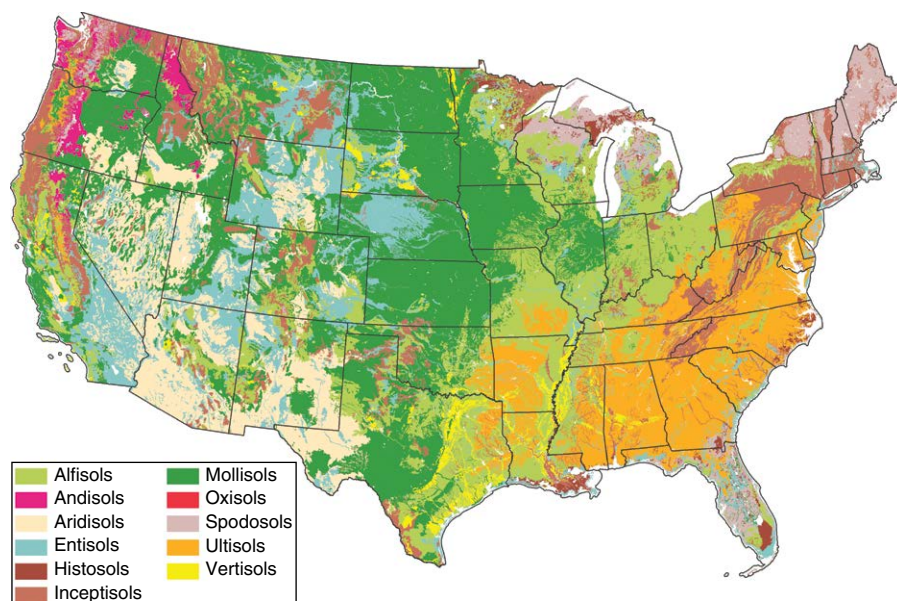 Alfisols
Andisols
Aridisols
Entisols
Histosols
Inceptisols
Mollisols
Oxisols
Spodosols
Ultisols
Vertisols